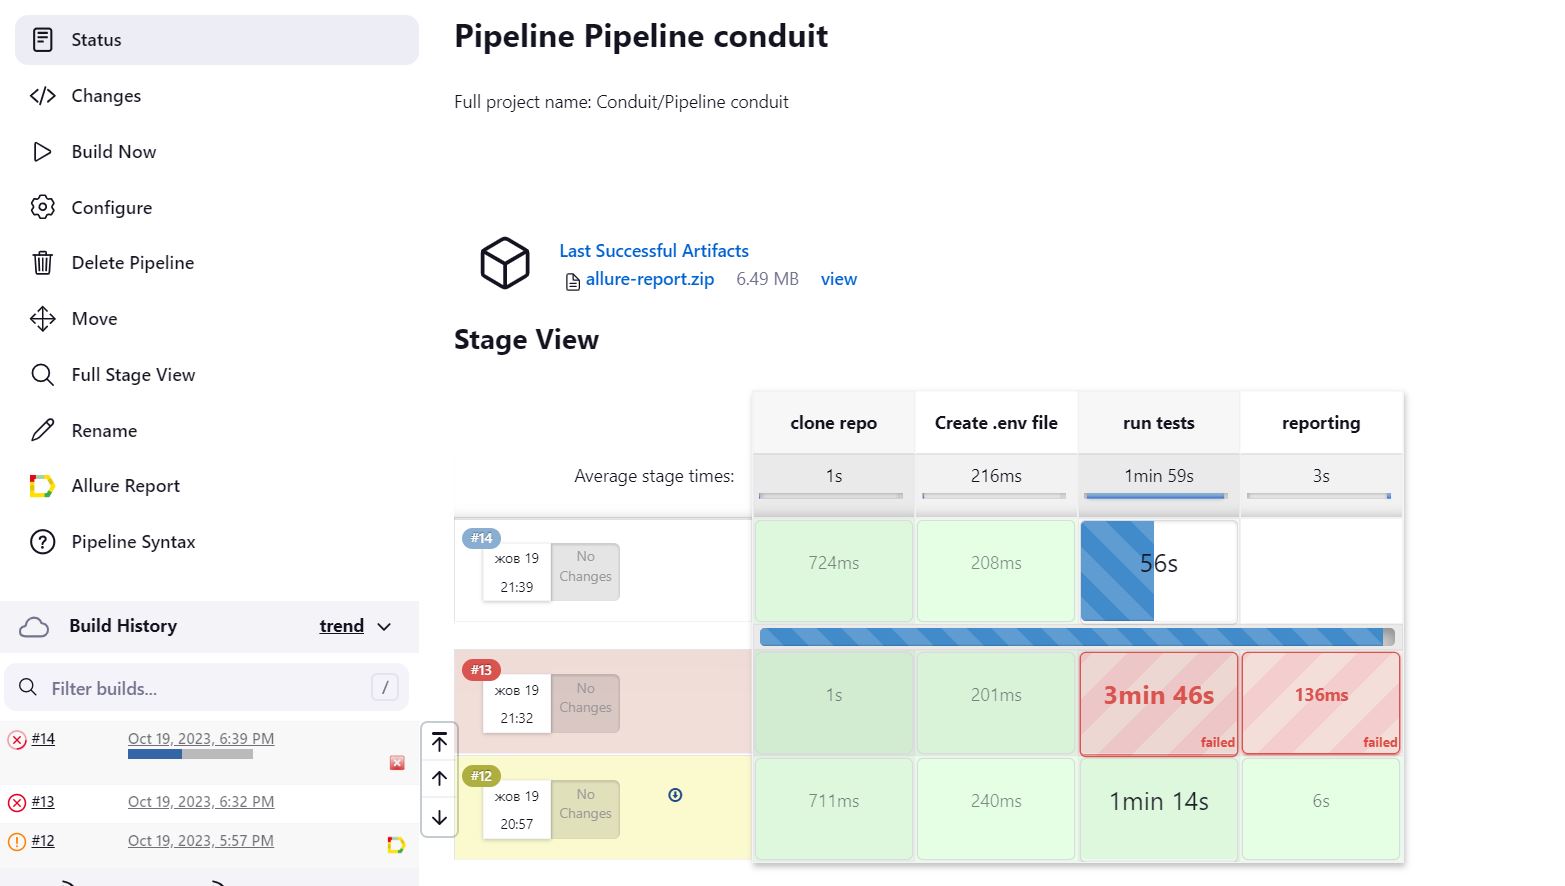 Status
Changes
Build Now
Configure
Delete Pipeline
Move
Full Stage View
Rename
Allure Report
Pipeline Syntax
Build History
trend
Filter builds...
/
#14
Oct 19, 2023, 6:39 PM
#13
Oct 19, 2023, 6:32 PM
#12
Oct 19, 2023, 5:57 PM
Pipeline Pipeline conduit
Full project name: Conduit/Pipeline conduit
Last Successful Artifacts
allure-report.zip 6.49 MB view
Stage View
clone repo Create .env file run tests reporting
Average stage times: 1s 216ms 1min 59s 3s
#14
жов 19
21:39
No
Changes
724ms 208ms 56s
#13
жов 19
21:32
No
Changes
1s 201ms 3min 46s 136ms
failed failed
#12
жов 19
20:57
No
Changes
711ms 240ms 1min 14s 6s